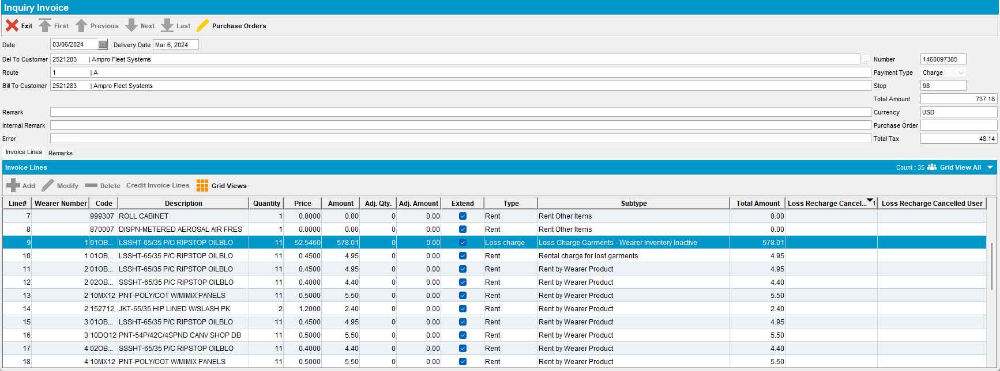 Inquiry Invoice
Exit First Previous Next Last Purchase Orders
Date 03/06/2024 16 Delivery Date Mar 6, 2024
Del To Customer 2521283 | Ampro Fleet Systems ... Number 1460097385
Route 1 | A Payment Type Charge
Bill To Customer 2521283 | Ampro Fleet Systems Stop 98
Total Amount 737.18
Remark Currency USD
Internal Remark Purchase Order
Error Total Tax 48.14
Invoice Lines Remarks
Invoice Lines Count : 35 Grid View All
Add Modify Delete Credit Invoice Lines Grid Views
Line# Wearer Number Code Description Quantity Price Amount Adj. Qty. Adj. Amount Extend Type Subtype Total Amount Loss Recharge Cancel... 1 Loss Recharge Cancelled User
7 999307 ROLL CABINET 1 0.0000 0.00 0 0.00 Rent Rent Other Items 0.00
8 870007 DISPN-METERED AEROSAL AIR FRES 1 0.0000 0.00 0 0.00 Rent Rent Other Items 0.00
9 1 01OB... LSSHT-65/35 P/C RIPSTOP OILBLO 11 52.5460 578.01 0 0.00 Loss charge Loss Charge Garments - Wearer Inventory Inactive 578.01
10 1 01OB... LSSHT-65/35 P/C RIPSTOP OILBLO 11 0.4500 4.95 0 0.00 Rent Rental charge for lost garments 4.95
11 2 01OB... LSSHT-65/35 P/C RIPSTOP OILBLO 11 0.4500 4.95 0 0.00 Rent Rent by Wearer Product 4.95
12 2 02OB... SSSHT-65/35 P/C RIPSTOP OILBLO 11 0.4000 4.40 0 0.00 Rent Rent by Wearer Product 4.40
13 2 10MX12 PNT-POLY/COT W/MIMIX PANELS 11 0.5000 5.50 0 0.00 Rent Rent by Wearer Product 5.50
14 2 152712 JKT-65/35 HIP LINED W/SLASH PK 2 1.2000 2.40 0 0.00 Rent Rent by Wearer Product 2.40
15 3 01OB... LSSHT-65/35 P/C RIPSTOP OILBLO 11 0.4500 4.95 0 0.00 Rent Rent by Wearer Product 4.95
16 3 10DO12 PNT-54P/42C/4SPND CANV SHOP DB 11 0.5000 5.50 0 0.00 Rent Rent by Wearer Product 5.50
17 4 02OB... SSSHT-65/35 P/C RIPSTOP OILBLO 11 0.4000 4.40 0 0.00 Rent Rent by Wearer Product 4.40
18 4 10MX12 PNT-POLY/COT W/MIMIX PANELS 11 0.5000 5.50 0 0.00 Rent Rent by Wearer Product 5.50